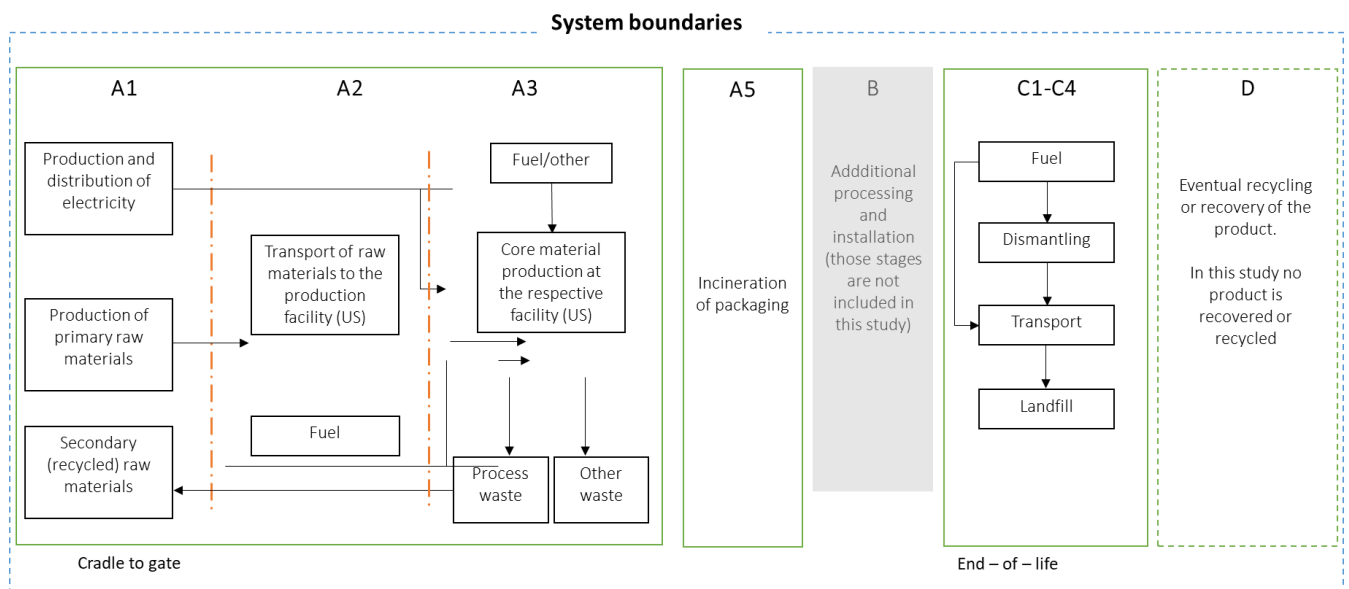 System boundaries
A1
A2
A3
A5
B
C1-C4
D
Production and
distribution of
electricity
Production of
primary raw
materials
Secondary
(recycled) raw
materials
Transport of raw
materials to the
production
facility (US)
Fuel
Fuel/other
Core material
production at
the respective
facility (US)
Process
waste
Other
waste
Incineration
of packaging
Addditional
processing
and
installation
(those stages
are not
included in
this study)
Fuel
Dismantling
Transport
Landfill
Eventual recycling
or recovery of the
product.
In this study no
product is
recovered or
recycled
Cradle to gate
End – of – life